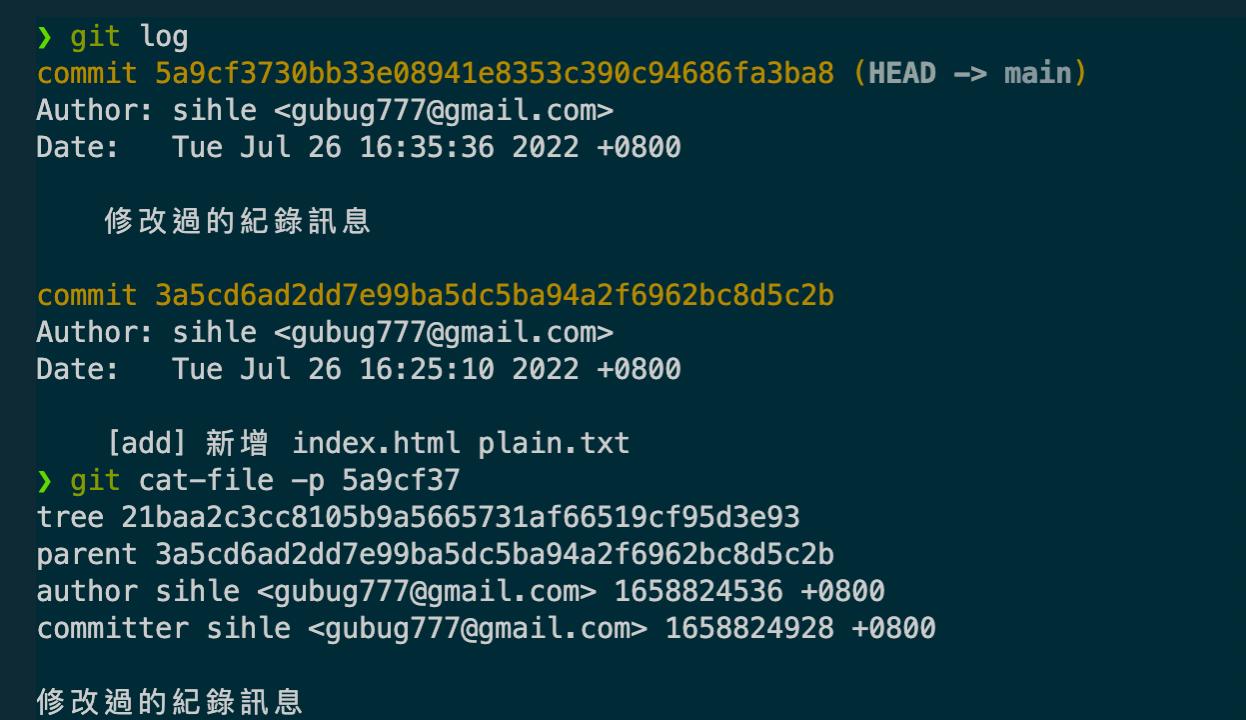 ❯ git log
commit 5a9cf3730bb33e08941e8353c390c94686fa3ba8 (HEAD -> main)
Author: sihle <gubug777@gmail.com>
Date:   Tue Jul 26 16:35:36 2022 +0800
修改過的紀錄訊息
commit 3a5cd6ad2dd7e99ba5dc5ba94a2f6962bc8d5c2b
Author: sihle <gubug777@gmail.com>
Date:   Tue Jul 26 16:25:10 2022 +0800
[add] 新增 index.html plain.txt
❯ git cat-file -p 5a9cf37
tree 21baa2c3cc8105b9a5665731af66519cf95d3e93
parent 3a5cd6ad2dd7e99ba5dc5ba94a2f6962bc8d5c2b
author sihle <gubug777@gmail.com> 1658824536 +0800
committer sihle <gubug777@gmail.com> 1658824928 +0800
修改過的紀錄訊息